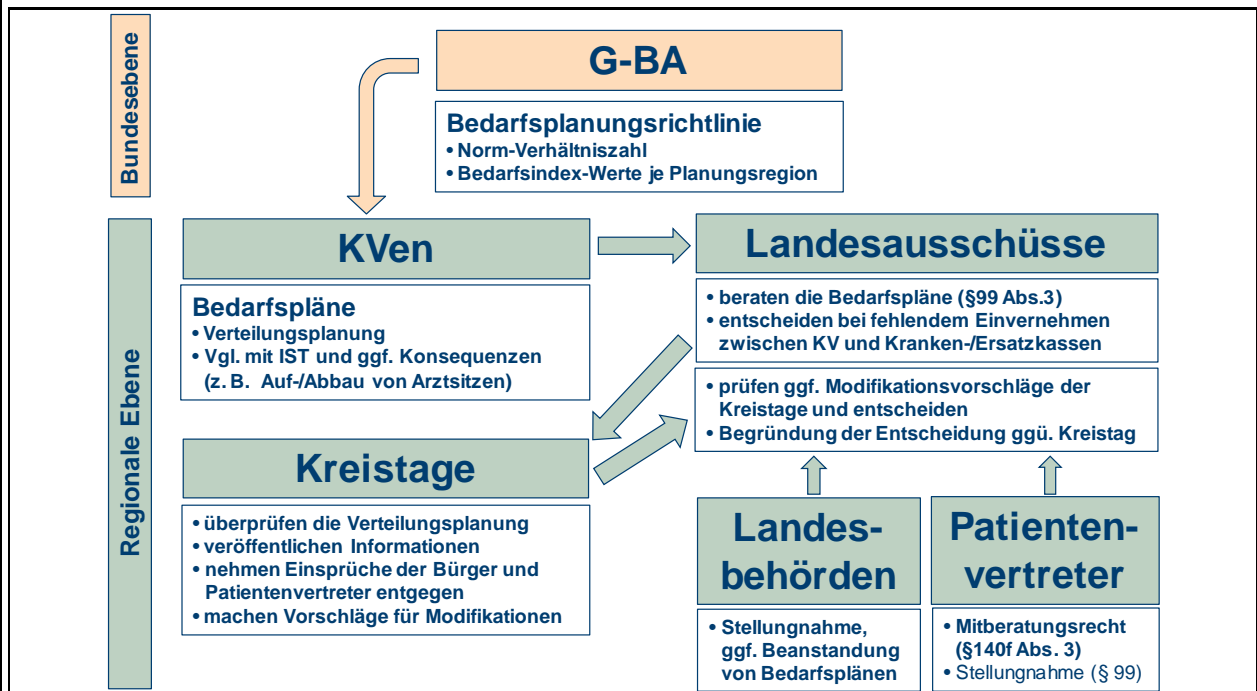 Bundesebene
G-BA
Bedarfsplanungsrichtlinie
• Norm-Verhältniszahl
• Bedarfsindex-Werte je Planungsregion
Regionale Ebene
KVen
Bedarfspläne
• Verteilungsplanung
• Vgl. mit IST und ggf. Konsequenzen
(z. B. Auf-/Abbau von Arztsitzen)
Landesausschüsse
• beraten die Bedarfspläne (§99 Abs.3)
• entscheiden bei fehlendem Einvernehmen
zwischen KV und Kranken-/Ersatzkassen
• prüfen ggf. Modifikationsvorschläge der
Kreistage und entscheiden
• Begründung der Entscheidung ggü. Kreistag
Kreistage
• überprüfen die Verteilungsplanung
• veröffentlichen Informationen
• nehmen Einsprüche der Bürger und
Patientenvertreter entgegen
• machen Vorschläge für Modifikationen
Landes-
behörden
• Stellungnahme,
ggf. Beanstandung
von Bedarfsplänen
Patienten-
vertreter
• Mitberatungsrecht
(§140f Abs. 3)
• Stellungnahme (§ 99)